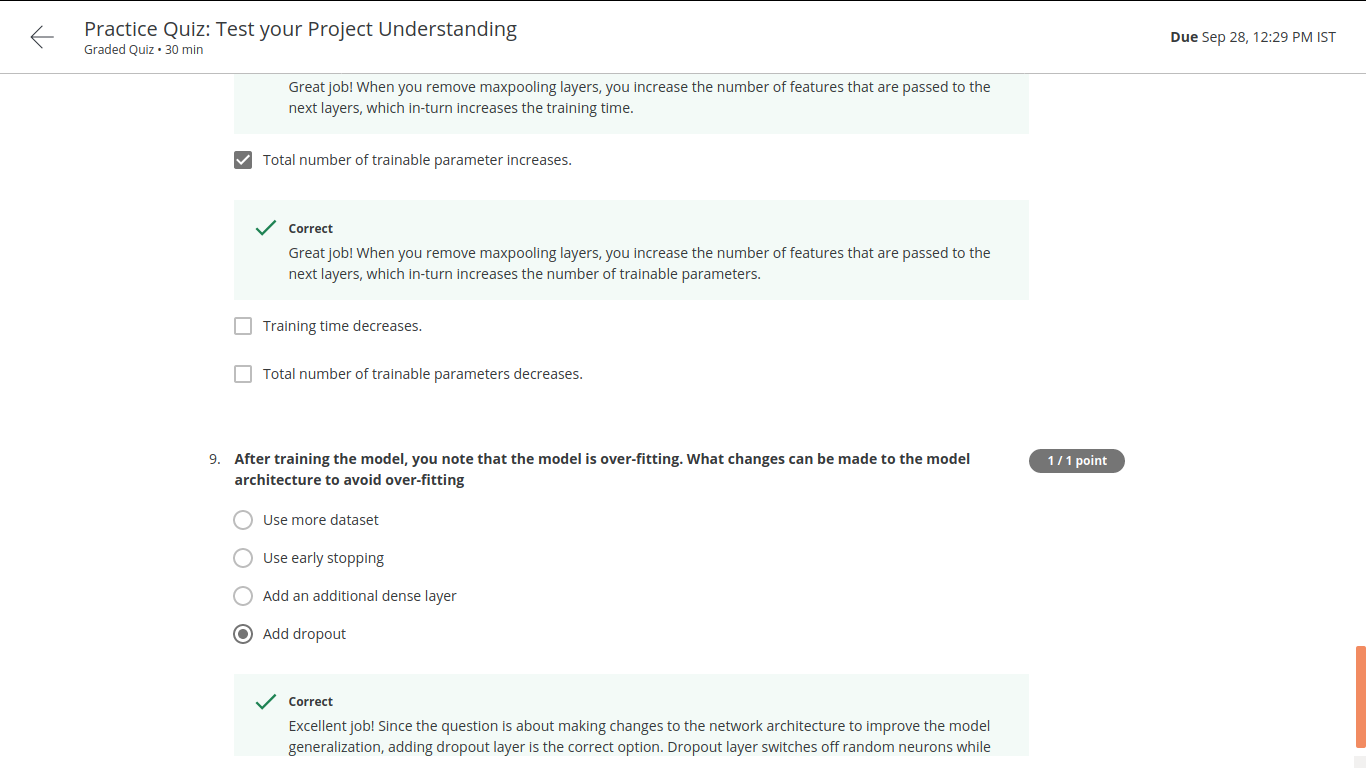 Practice Quiz: Test your Project Understanding
Graded Quiz • 30 min
Due Sep 28, 12:29 PM IST
Great job! When you remove maxpooling layers, you increase the number of features that are passed to the
next layers, which in-turn increases the training time.
Total number of trainable parameter increases.
Correct
Great job! When you remove maxpooling layers, you increase the number of features that are passed to the
next layers, which in-turn increases the number of trainable parameters.
Training time decreases.
Total number of trainable parameters decreases.
9. After training the model, you note that the model is over-fitting. What changes can be made to the model
architecture to avoid over-fitting
1 / 1 point
Use more dataset
Use early stopping
Add an additional dense layer
Add dropout
Correct
Excellent job! Since the question is about making changes to the network architecture to improve the model
generalization, adding dropout layer is the correct option. Dropout layer switches off random neurons while